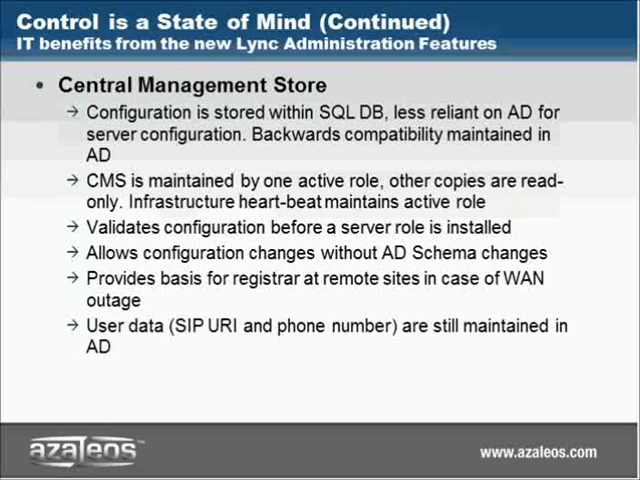 Control is a State of Mind (Continued)
IT benefits from the new Lync Administration Features
• Central Management Store
→ Configuration is stored within SQL DB, less reliant on AD for
server configuration. Backwards compatibility maintained in
AD
→ CMS is maintained by one active role, other copies are read-
only. Infrastructure heart-beat maintains active role
→ Validates configuration before a server role is installed
→ Allows configuration changes without AD Schema changes
→ Provides basis for registrar at remote sites in case of WAN
outage
→ User data (SIP URI and phone number) are still maintained in
AD
azaleos™
www.azaleos.com